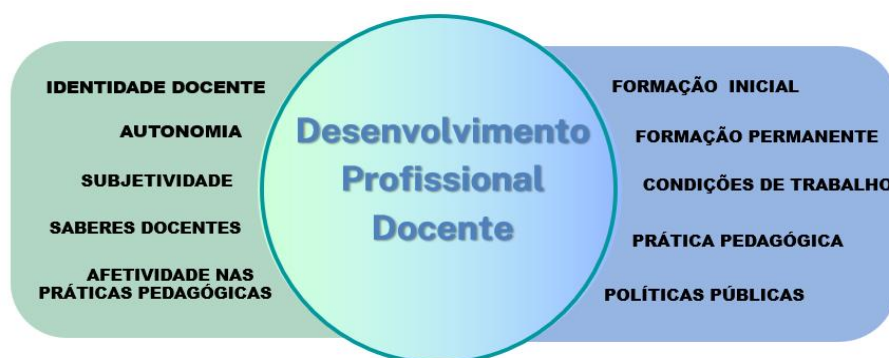 IDENTIDADE DOCENTE
AUTONOMIA
SUBJETIVIDADE
SABERES DOCENTES
AFETIVIDADE NAS
PRÁTICAS PEDAGÓGICAS
Desenvolvimento
Profissional
Docente
FORMAÇÃO INICIAL
FORMAÇÃO PERMANENTE
CONDIÇÕES DE TRABALHO
PRÁTICA PEDAGÓGICA
POLÍTICAS PÚBLICAS